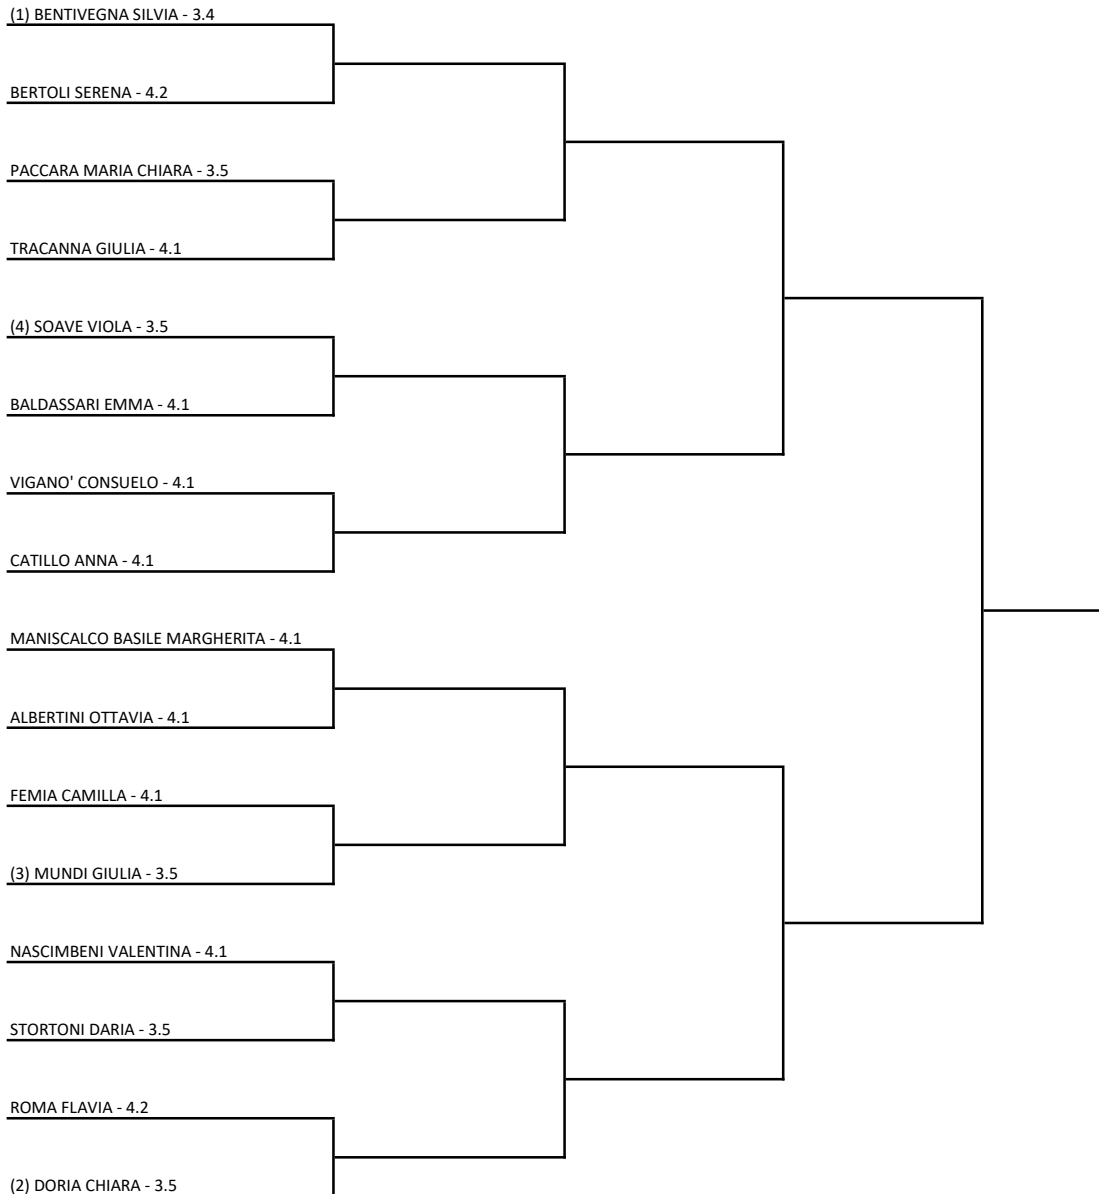 (1) BENTIVEGNA SILVIA - 3.4
BERTOLI SERENA - 4.2
PACCARA MARIA CHIARA - 3.5
TRACANNA GIULIA - 4.1
(4) SOAVE VIOLA - 3.5
BALDASSARI EMMA - 4.1
VIGANO' CONSUELO - 4.1
CATILLO ANNA - 4.1
MANISCALCO BASILE MARGHERITA - 4.1
ALBERTINI OTTAVIA - 4.1
FEMIA CAMILLA - 4.1
(3) MUNDI GIULIA - 3.5
NASCIMBENI VALENTINA - 4.1
STORTONI DARIA - 3.5
ROMA FLAVIA - 4.2
(2) DORIA CHIARA - 3.5